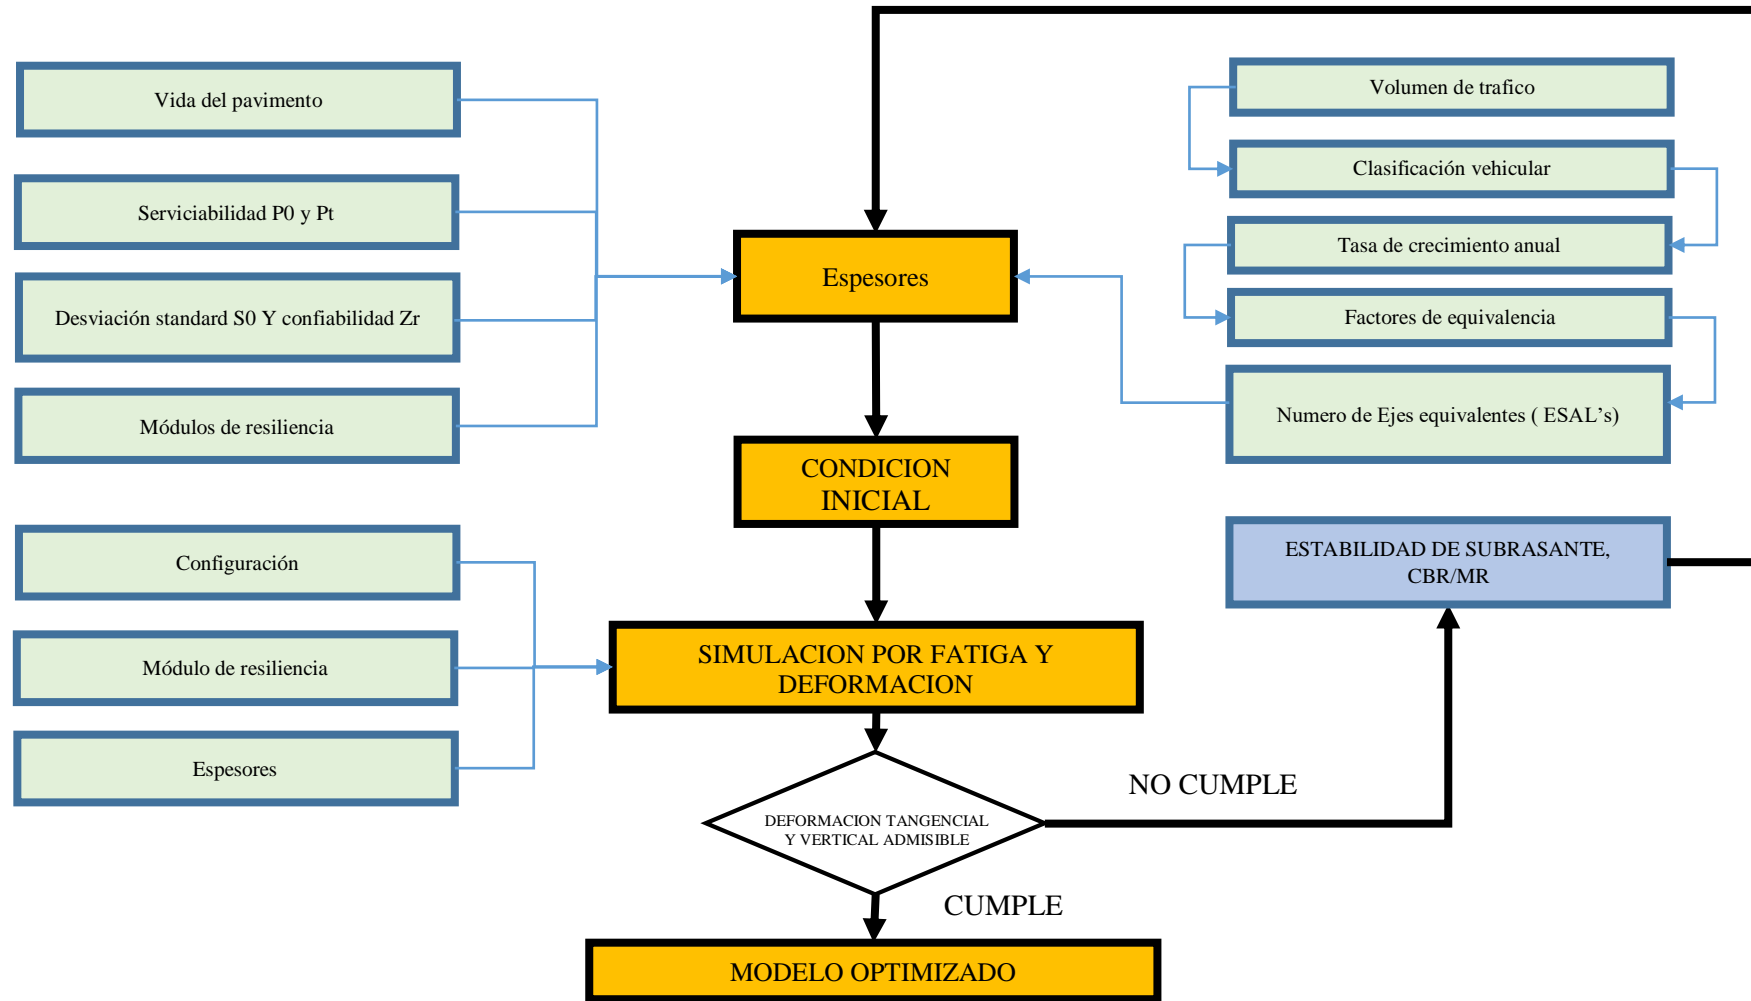 Vida del pavimento
Serviciabilidad P0 y Pt
Desviación standard S0 Y confiabilidad Zr
Módulos de resiliencia
Configuración
Módulo de resiliencia
Espesores
Espesores
CONDICION
INICIAL
SIMULACION POR FATIGA Y
DEFORMACION
DEFORMACION TANGENCIAL
Y VERTICAL ADMISIBLE
NO CUMPLE
CUMPLE
MODELO OPTIMIZADO
Volumen de trafico
Clasificación vehicular
Tasa de crecimiento anual
Factores de equivalencia
Numero de Ejes equivalentes ( ESAL’s)
ESTABILIDAD DE SUBRASANTE,
CBR/MR